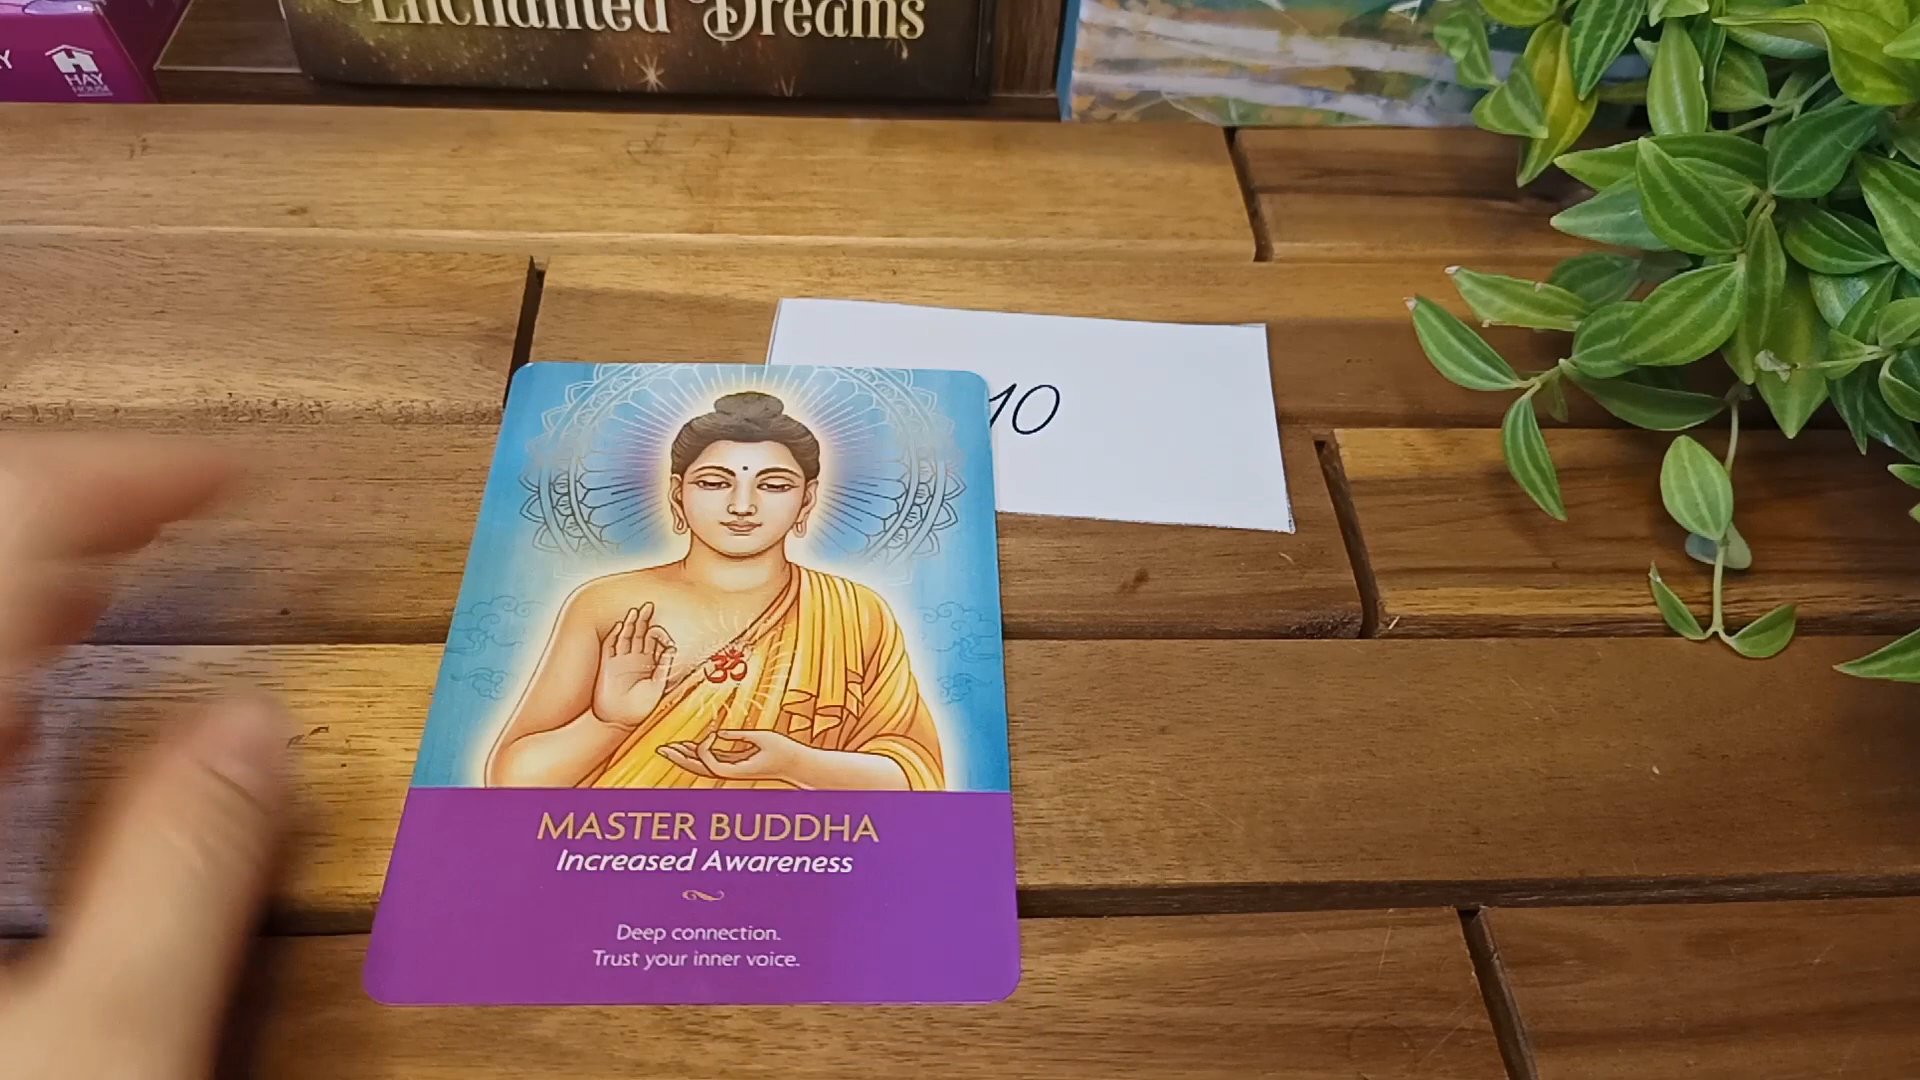 Enchanted Dreams
HAY
HOUSE
10
ॐ
MASTER BUDDHA
Increased Awareness
Deep connection.
Trust your inner voice.